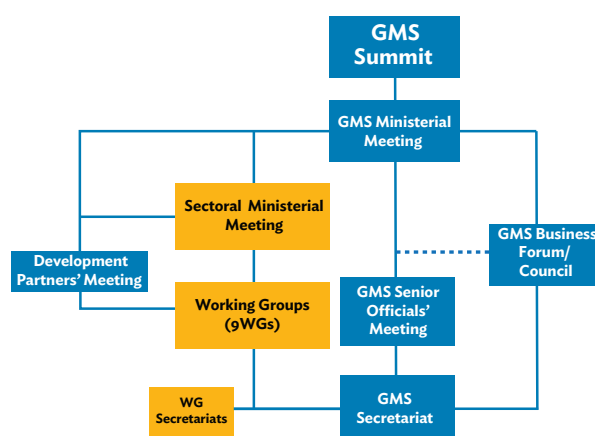 GMS
Summit
GMS Ministerial
Meeting
Sectoral Ministerial
Meeting
GMS Business
Forum/
Council
Development
Partners' Meeting
Working Groups
(9WGs)
GMS Senior
Officials'
Meeting
WG
Secretariats
GMS
Secretariat